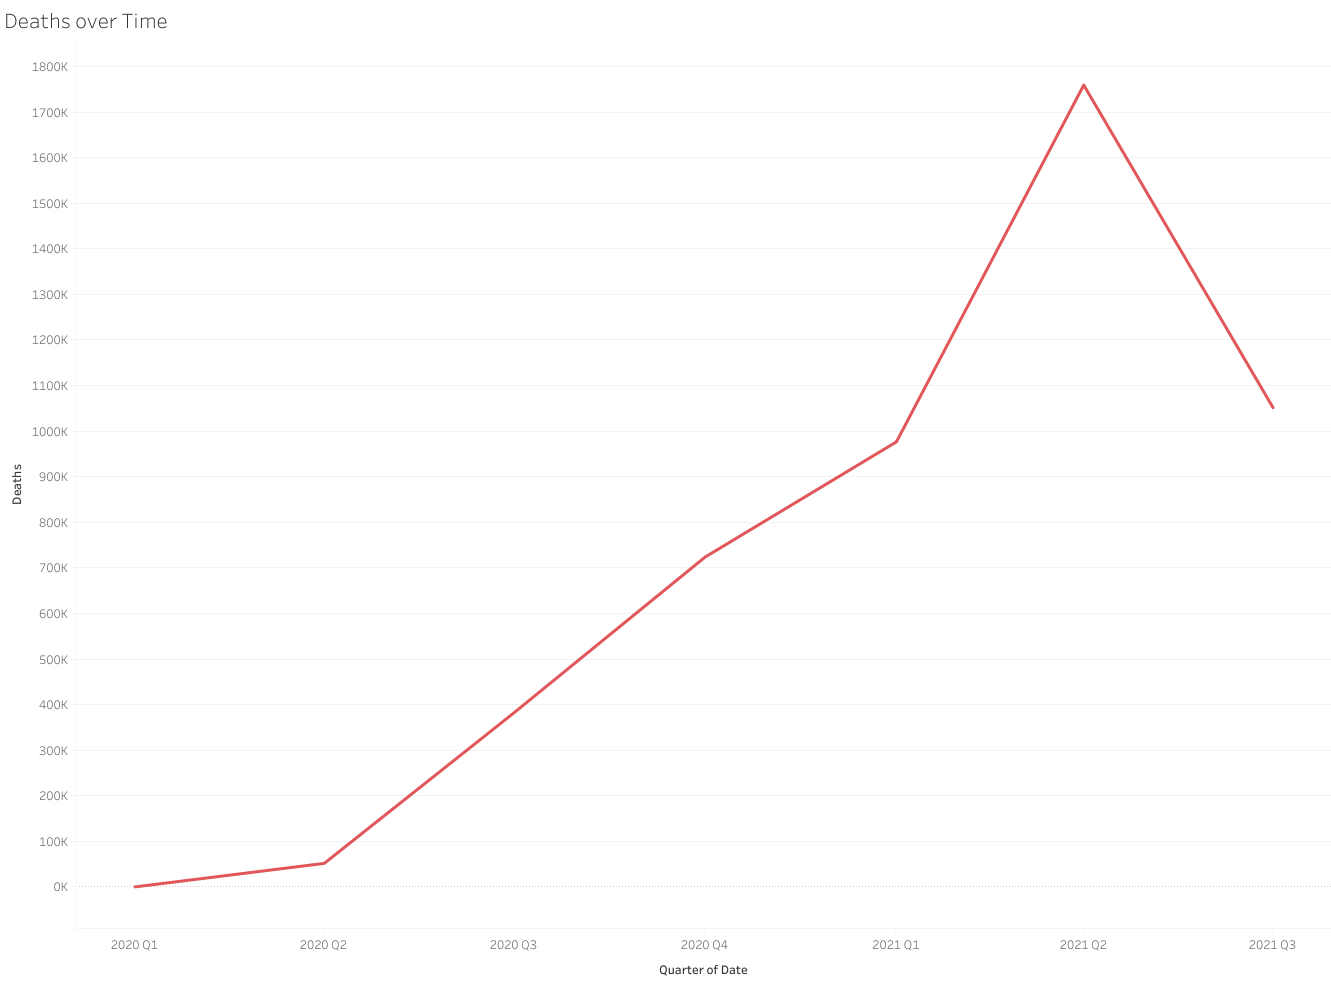 Deaths over Time
1800K
1700K
1600K
1500K
1400K
1300K
1200K
1100K
1000K
900K
800K
700K
600K
500K
400K
300K
200K
100K
0K
Deaths
2020 Q1 2020 Q2 2020 Q3 2020 Q4 2021 Q1 2021 Q2 2021 Q3
Quarter of Date